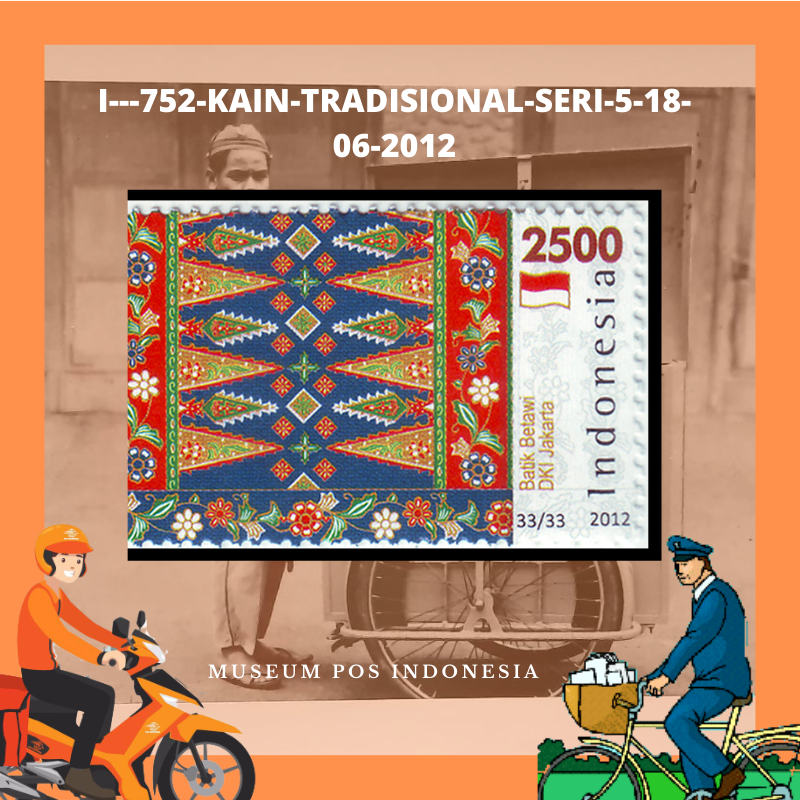 I---752-KAIN-TRADISIONAL-SERI-5-18-
06-2012
2500
Indonesia
Batik Betawi
DKI Jakarta
33/33 2012
MUSEUM POS INDONESIA